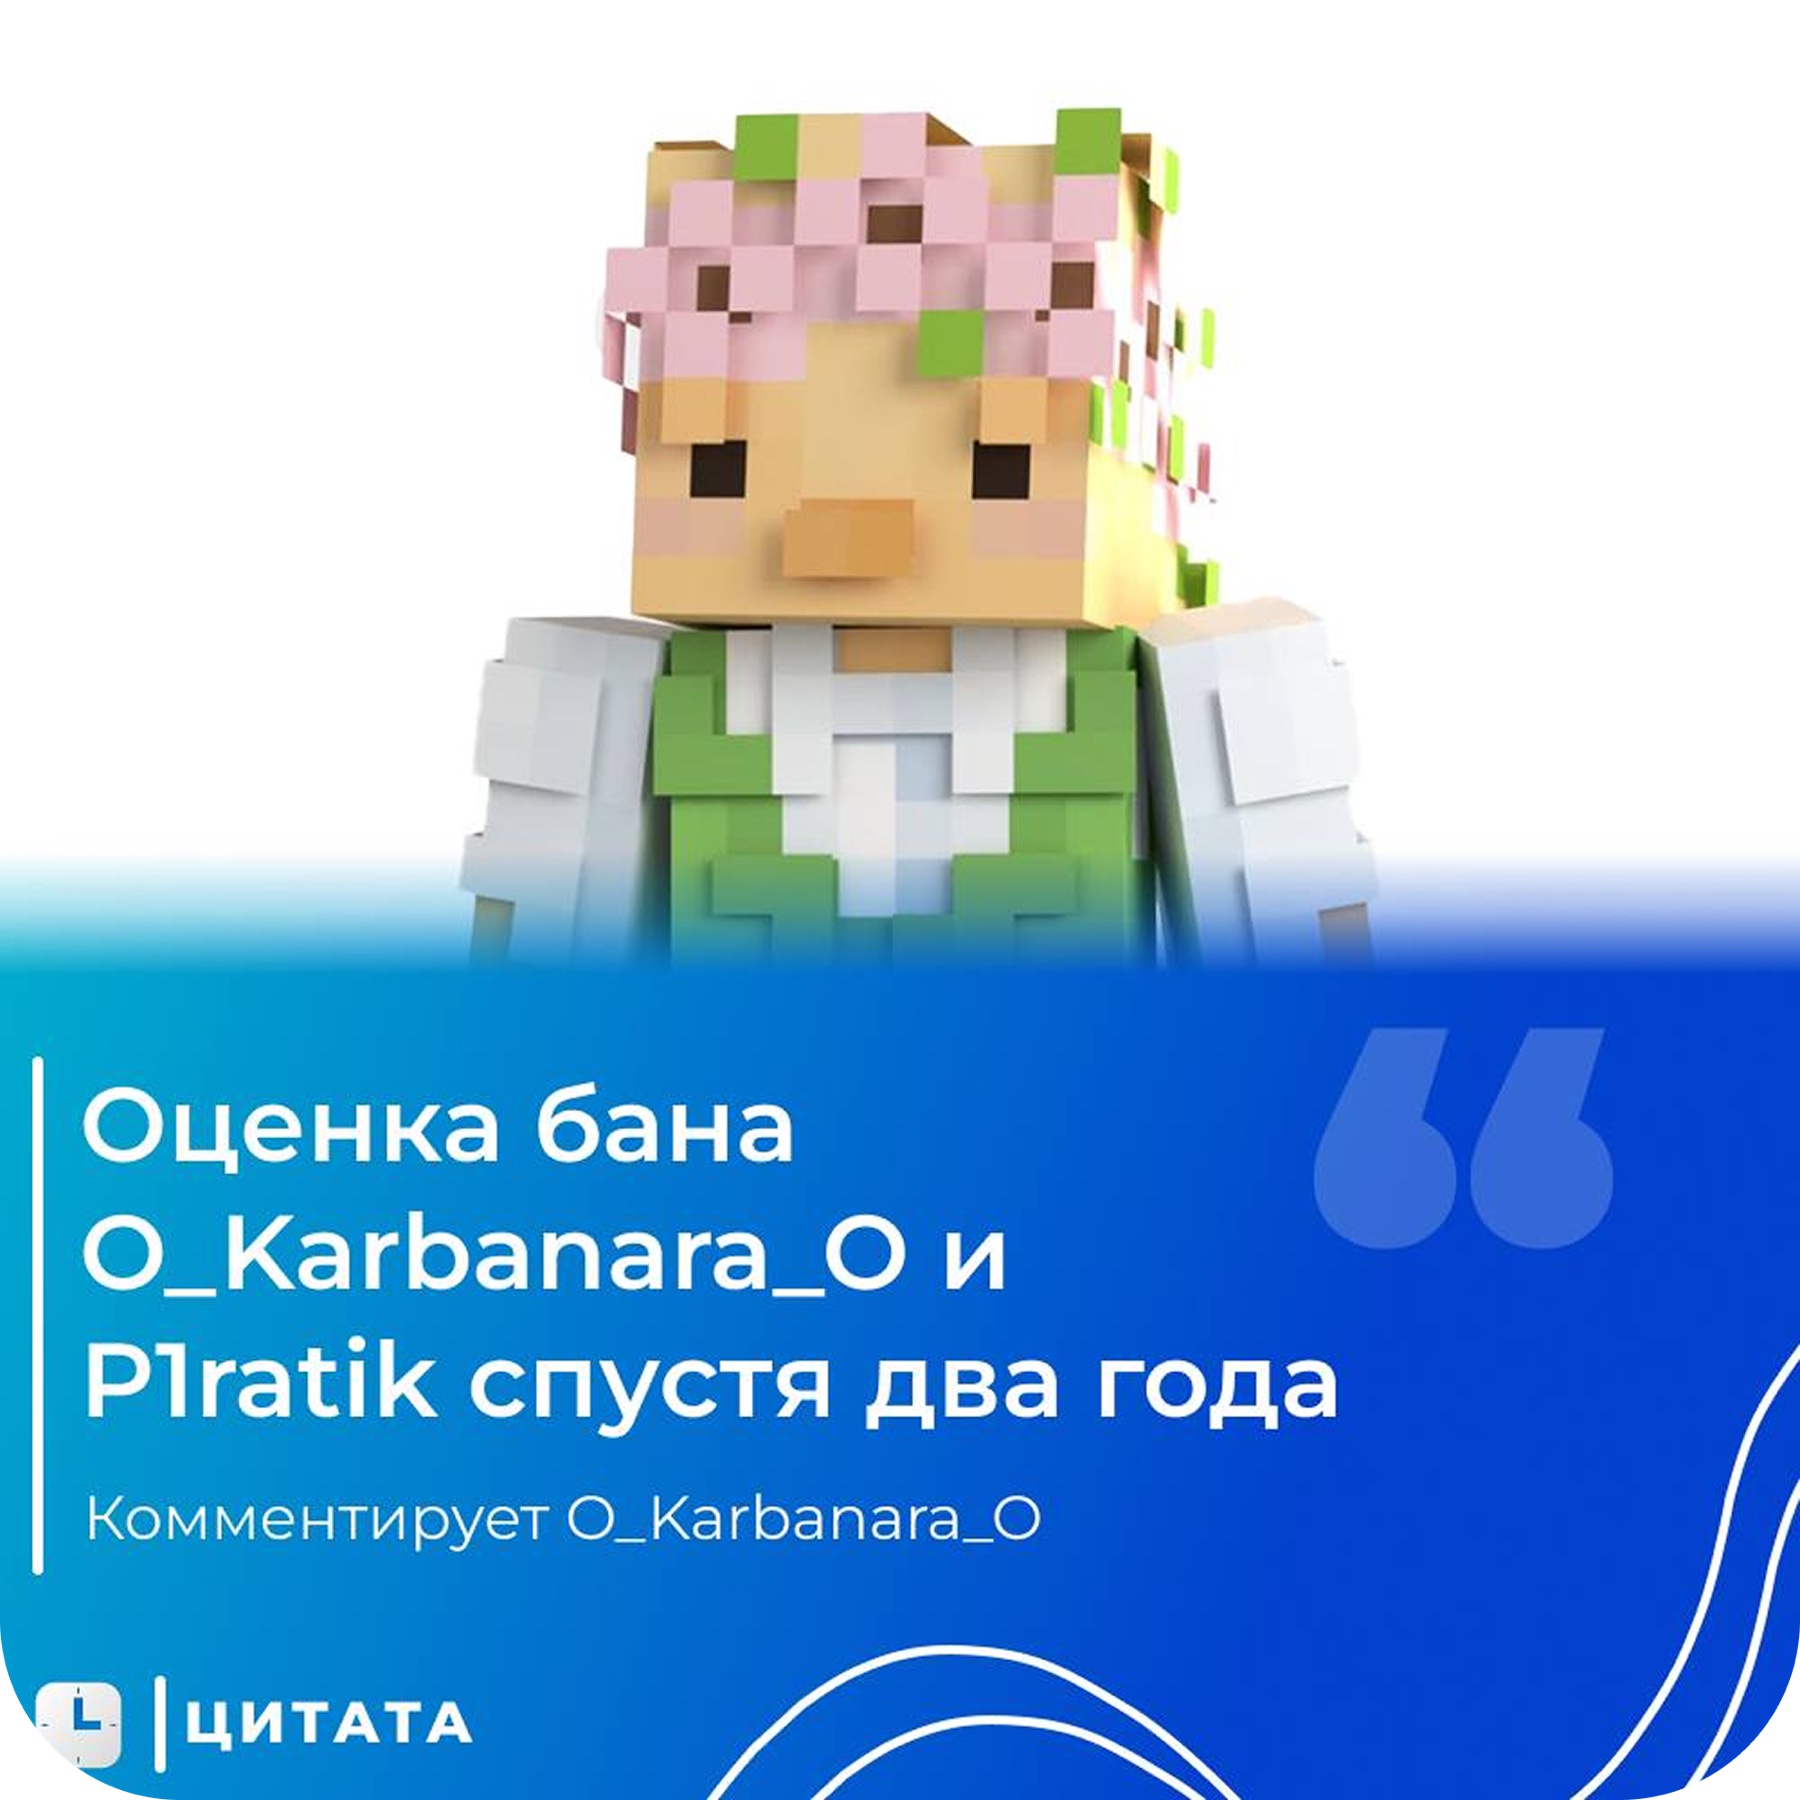 Оценка бана
O_Karbanara_O и
P1ratik спустя два года
Комментирует O_Karbanara_O
ЦИТАТА